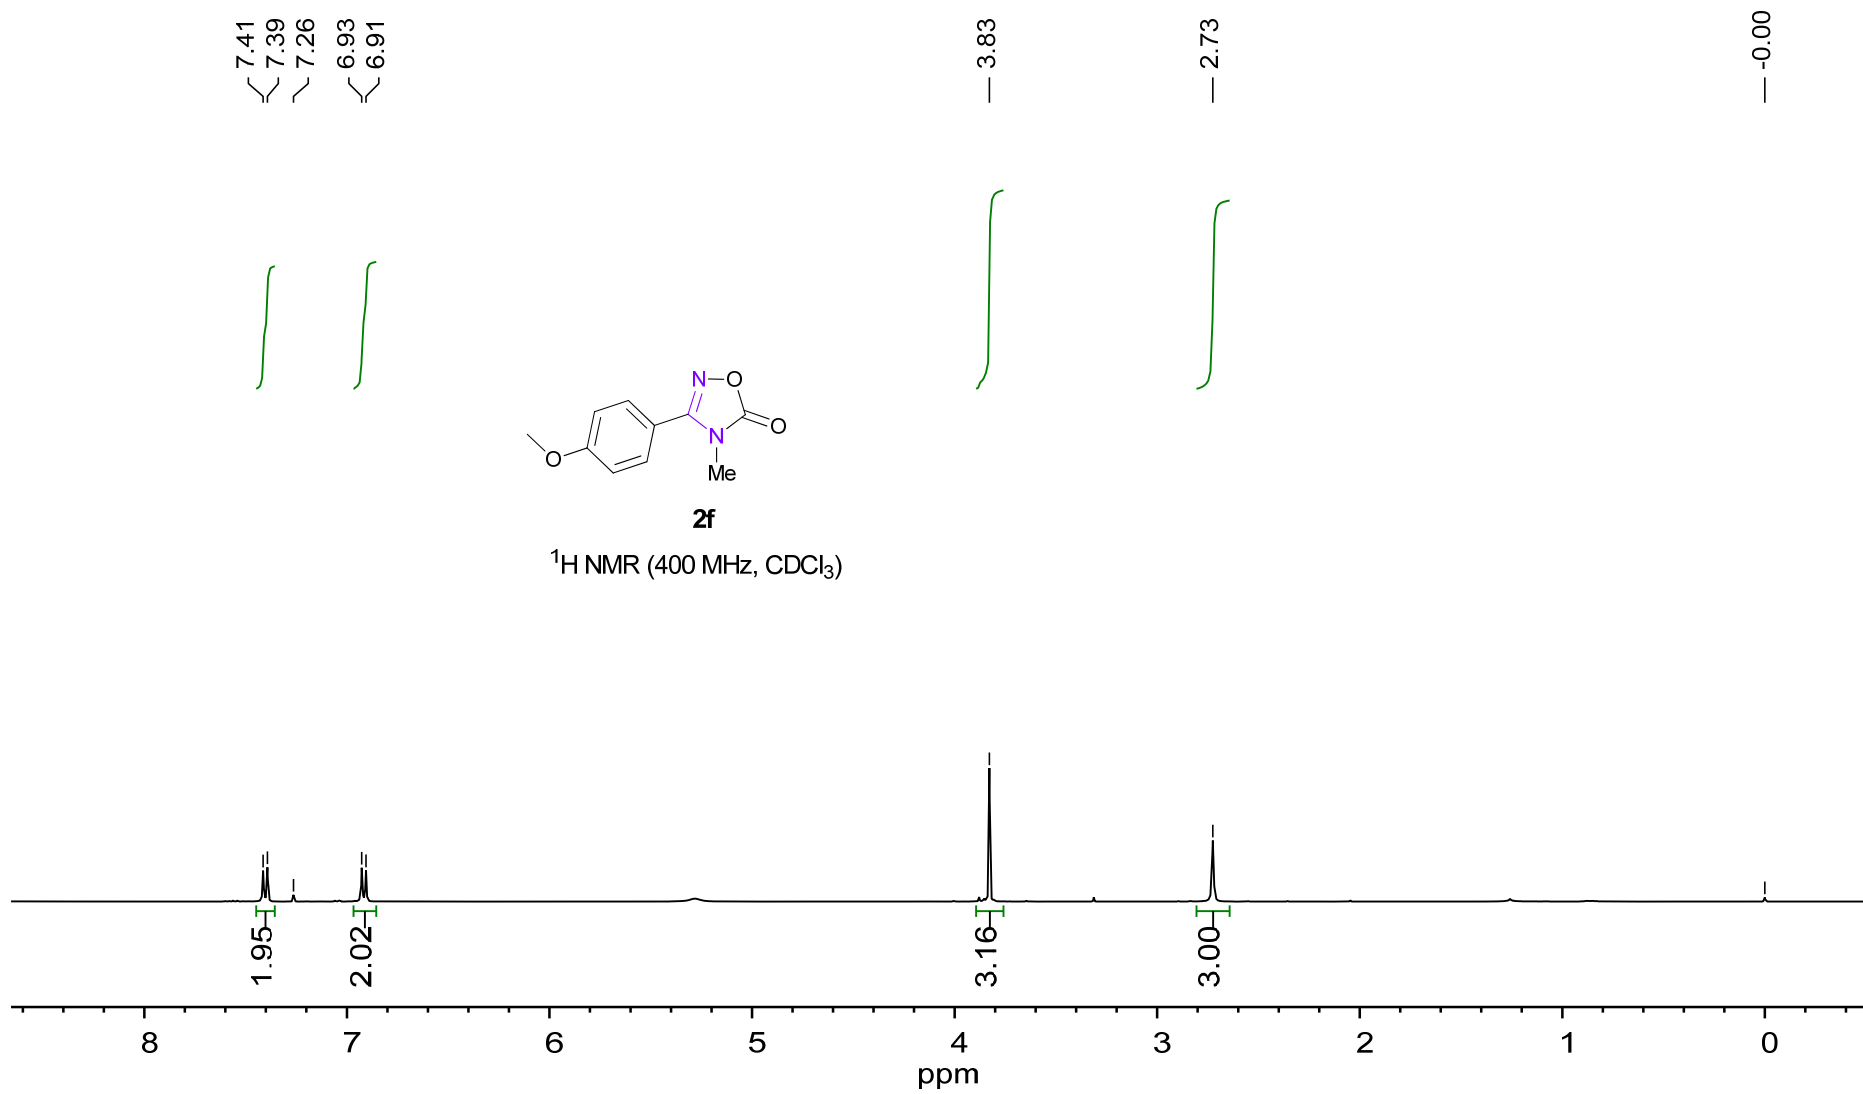 7.41
7.39
7.26
6.93
6.91
3.83
2.73
-0.00
N
O
O
N
O
Me
2f
¹H NMR (400 MHz, CDCl₃)
1.95
2.02
3.16
3.00
8 7 6 5 4 3 2 1 0
ppm